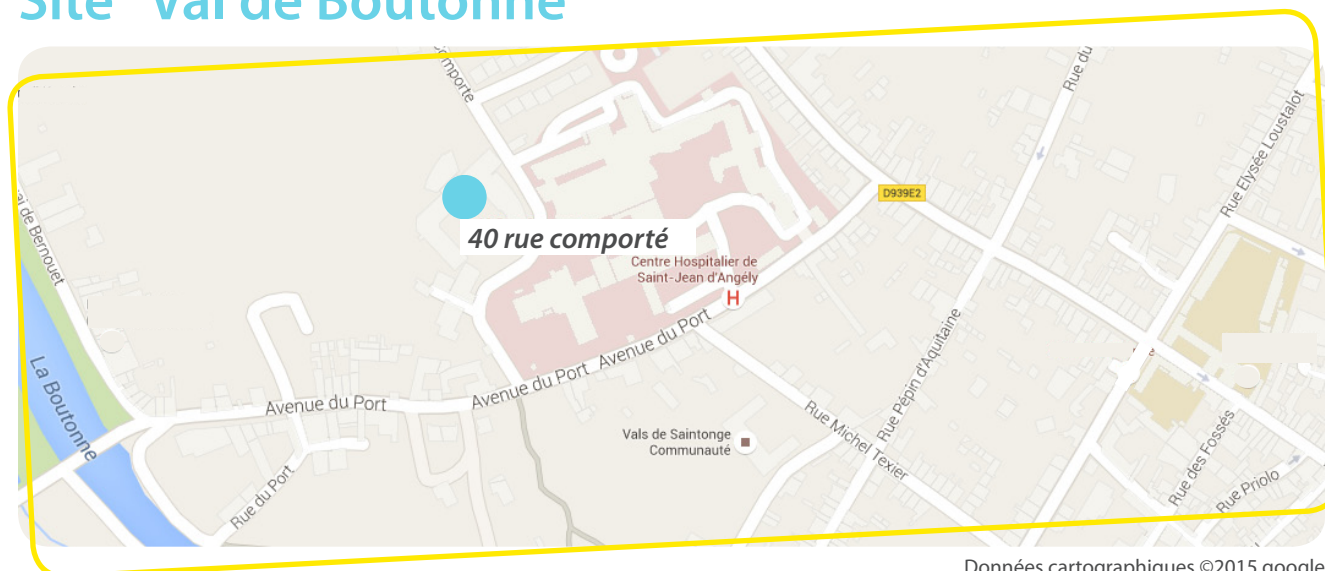 Site "Val de Boutonne"
Comporte
Rue du
Rue Elysée Loustalot
D939E2
40 rue comporté
Centre Hospitalier de
Saint-Jean d'Angély
H
Val de Bernouet
La Boutonne
Avenue du Port
Avenue du Port
Avenue du Port
Rue du Port
Rue Pépin d'Aquitaine
Rue Michel Texier
Vals de Saintonge
Communauté
Rue des Fossés
Rue Priolo
Données cartographiques ©2015 google